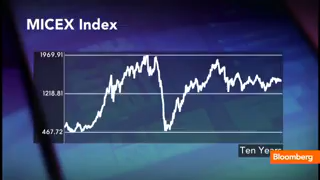 MICEX Index
1969.91
1218.81
467.72
Ten Years
Bloomberg